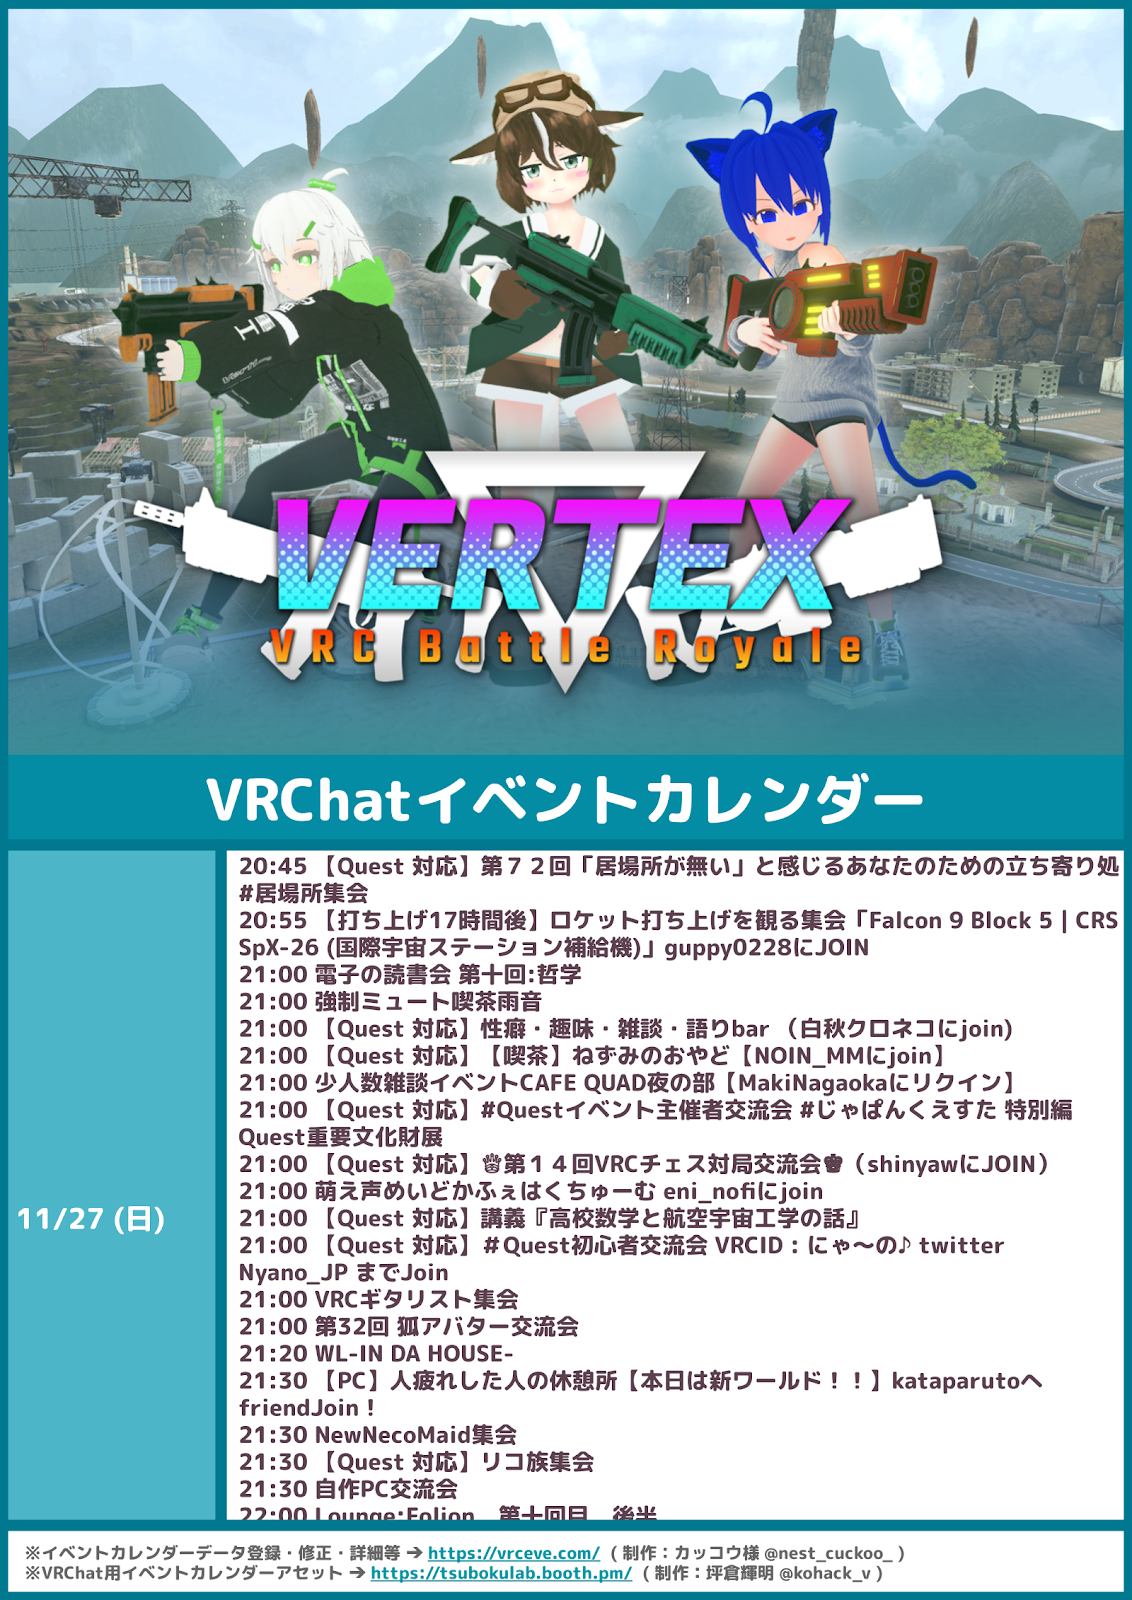 VERTEX
VRC Battle Royale
VRChatイベントカレンダー
11/27 (日)
20:45 【Quest 対応】第７２回「居場所が無い」と感じるあなたのための立ち寄り処
#居場所集会
20:55 【打ち上げ17時間後】ロケット打ち上げを観る集会「Falcon 9 Block 5 | CRS
SpX-26 (国際宇宙ステーション補給機)」guppy0228にJOIN
21:00 電子の読書会 第十回:哲学
21:00 強制ミュート喫茶雨音
21:00 【Quest 対応】性癖・趣味・雑談・語りbar （白秋クロネコにjoin)
21:00 【Quest 対応】【喫茶】ねずみのおやど【NOIN_MMにjoin】
21:00 少人数雑談イベントCAFE QUAD夜の部【MakiNagaokaにリクイン】
21:00 【Quest 対応】#Questイベント主催者交流会 #じゃぱんくえすた 特別編
Quest重要文化財展
21:00 【Quest 対応】♕第１４回VRCチェス対局交流会♚（shinyawにJOIN）
21:00 萌え声めいどかふぇはくちゅーむ eni_nofiにjoin
21:00 【Quest 対応】講義『高校数学と航空宇宙工学の話』
21:00 【Quest 対応】＃Quest初心者交流会 VRCID：にゃ～の♪ twitter
Nyano_JP までJoin
21:00 VRCギタリスト集会
21:00 第32回 狐アバター交流会
21:20 WL-IN DA HOUSE-
21:30 【PC】人疲れした人の休憩所【本日は新ワールド！！】kataparutoへ
friendJoin！
21:30 NewNecoMaid集会
21:30 【Quest 対応】リコ族集会
21:30 自作PC交流会
22:00 Lounge:Folion 第十回目 後半
※イベントカレンダーデータ登録・修正・詳細等 → https://vrceve.com/ （制作：カッコウ様 @nest_cuckoo_）
※VRChat用イベントカレンダーアセット → https://tsubokulab.booth.pm/ （制作：坪倉輝明 @kohack_v）